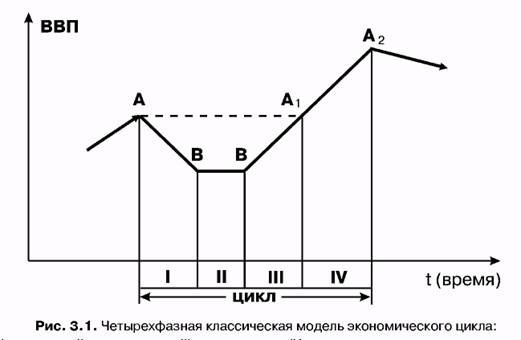 ВВП
A₂
A
A₁
B
B
I
II
III
IV
t (время)
цикл
Рис. 3.1. Четырехфазная классическая модель экономического цикла: